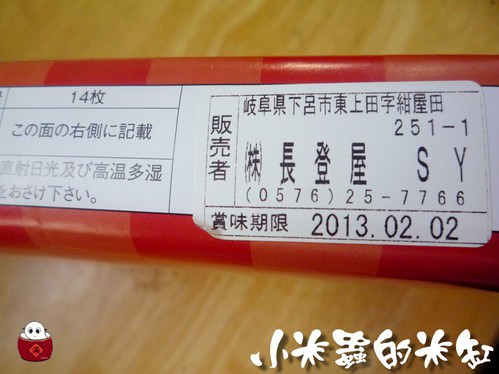 14枚
この面の右側に記載
直射日光及び高温多湿
をおさけ下さい。
販売者
岐阜県下呂市東上田字紺屋田
251-1
㈱長登屋 SY
(0576)25-7766
賞味期限 2013.02.02
小米蟲的米缸